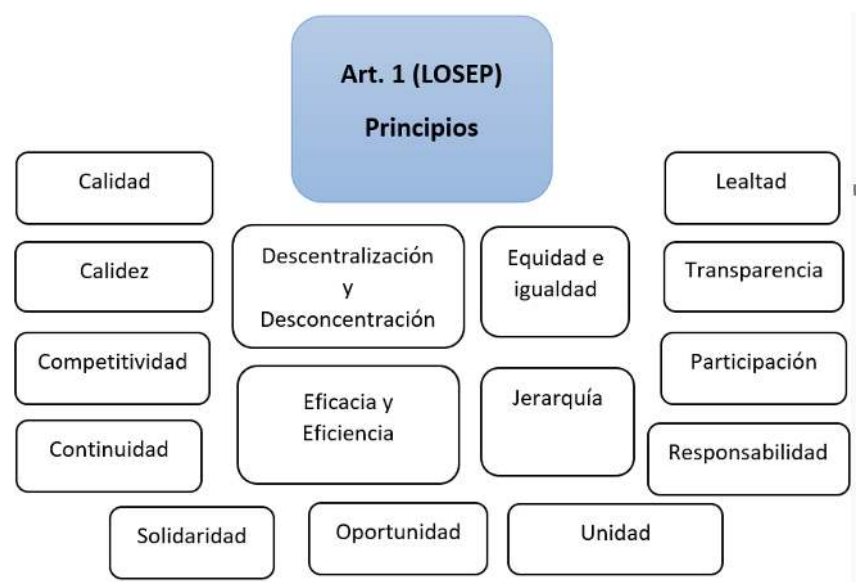 Art. 1 (LOSEP)
Principios
Calidad
Lealtad
Descentralización
y
Desconcentración
Equidad e
igualdad
Calidez
Transparencia
Competitividad
Participación
Eficacia y
Eficiencia
Jerarquía
Continuidad
Responsabilidad
Solidaridad
Oportunidad
Unidad